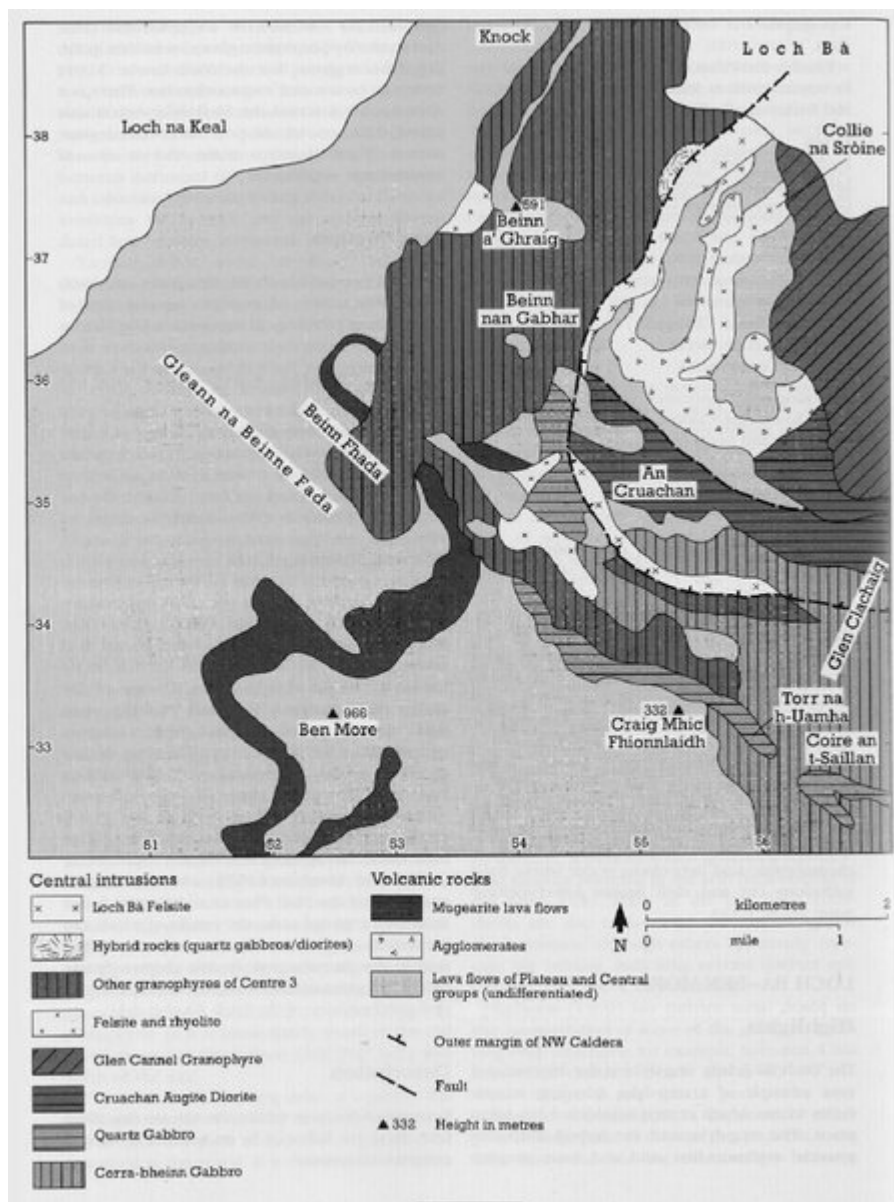 Knock
Loch Bà
Loch na Keal
Collie
na Sròine
38
591
Beinn
a' Ghraig
37
Beinn
nan Gabhar
36
Gleann na Beinne Fada
Beinn Fhada
35
An
Cruachan
34
Glen Clachaig
966
Ben More
332
Craig Mhic
Fhionnlaidh
Torr na
h-Uamha
33
Coire an
t-Saillan
51
52
53
54
55
56
Central intrusions
Loch Bà Felsite
Hybrid rocks (quartz gabbros/diorites)
Other granophyres of Centre 3
Felsite and rhyolite
Glen Cannel Granophyre
Cruachan Augite Diorite
Quartz Gabbro
Corra-bheinn Gabbro
Volcanic rocks
Mugearite lava flows
Agglomerates
Lava flows of Plateau and Central
groups (undifferentiated)
Outer margin of NW Caldera
Fault
332 Height in metres
N
0 kilometres 2
0 mile 1